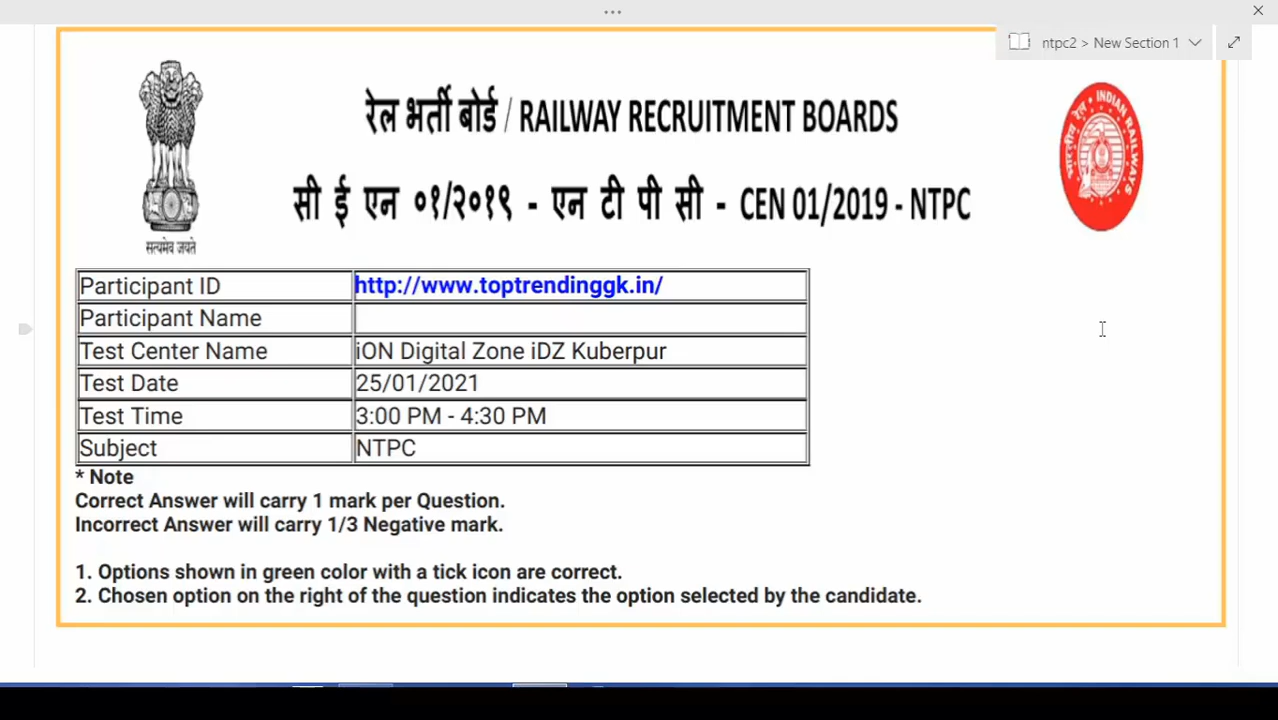 ntpc2 > New Section 1
रेल भर्ती बोर्ड / RAILWAY RECRUITMENT BOARDS
सी ई एन ०१/२०१९ - एन टी पी सी - CEN 01/2019 - NTPC
सत्यमेव जयते
भारतीय रेल • INDIAN RAILWAYS
Participant ID http://www.toptrendinggk.in/
Participant Name
Test Center Name iON Digital Zone iDZ Kuberpur
Test Date 25/01/2021
Test Time 3:00 PM - 4:30 PM
Subject NTPC
* Note
Correct Answer will carry 1 mark per Question.
Incorrect Answer will carry 1/3 Negative mark.
1. Options shown in green color with a tick icon are correct.
2. Chosen option on the right of the question indicates the option selected by the candidate.